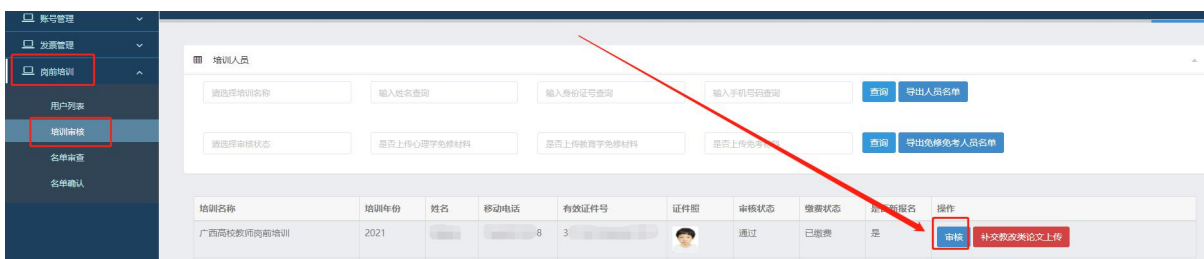 账号管理
发票管理
岗前培训
用户列表
培训审核
名单审查
名单确认
培训人员
请选择培训名称 输入姓名查询 输入身份证号查询 输入手机号码查询 查询 导出人员名单
请选择审核状态 是否上传心理学免修材料 是否上传教育学免修材料 是否上传免考材料 查询 导出免修免考人员名单
培训名称 培训年份 姓名 移动电话 有效证件号 证件照 审核状态 缴费状态 是否新报名 操作
广西高校教师岗前培训 2021 8 3 通过 已缴费 是 审核 补交教改类论文上传